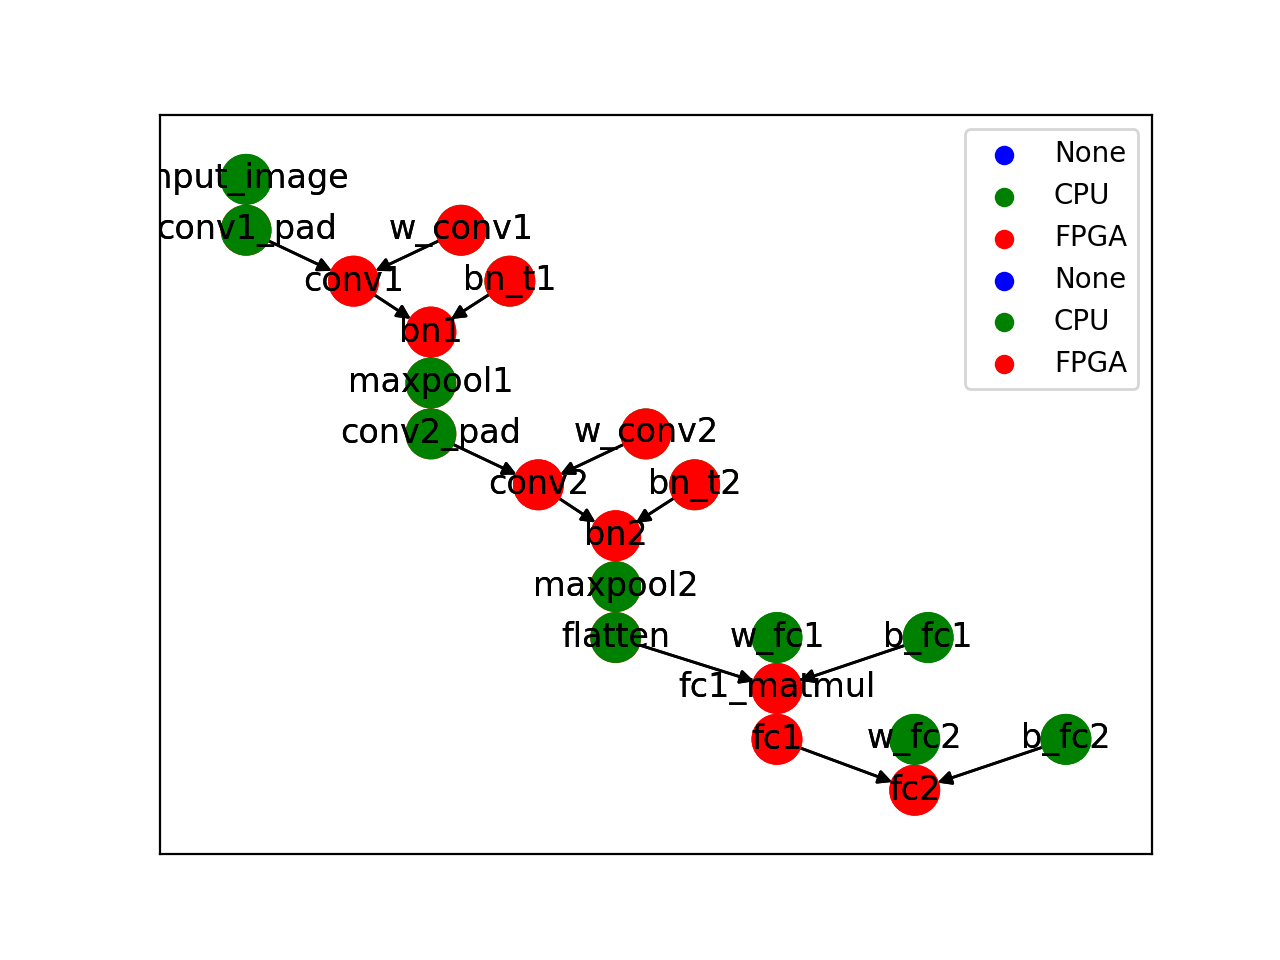 nput_image
conv1_pad
w_conv1
conv1
bn_t1
bn1
maxpool1
conv2_pad
w_conv2
conv2
bn_t2
bn2
maxpool2
flatten
w_fc1
b_fc1
fc1_matmul
fc1
w_fc2
b_fc2
fc2
None
CPU
FPGA
None
CPU
FPGA